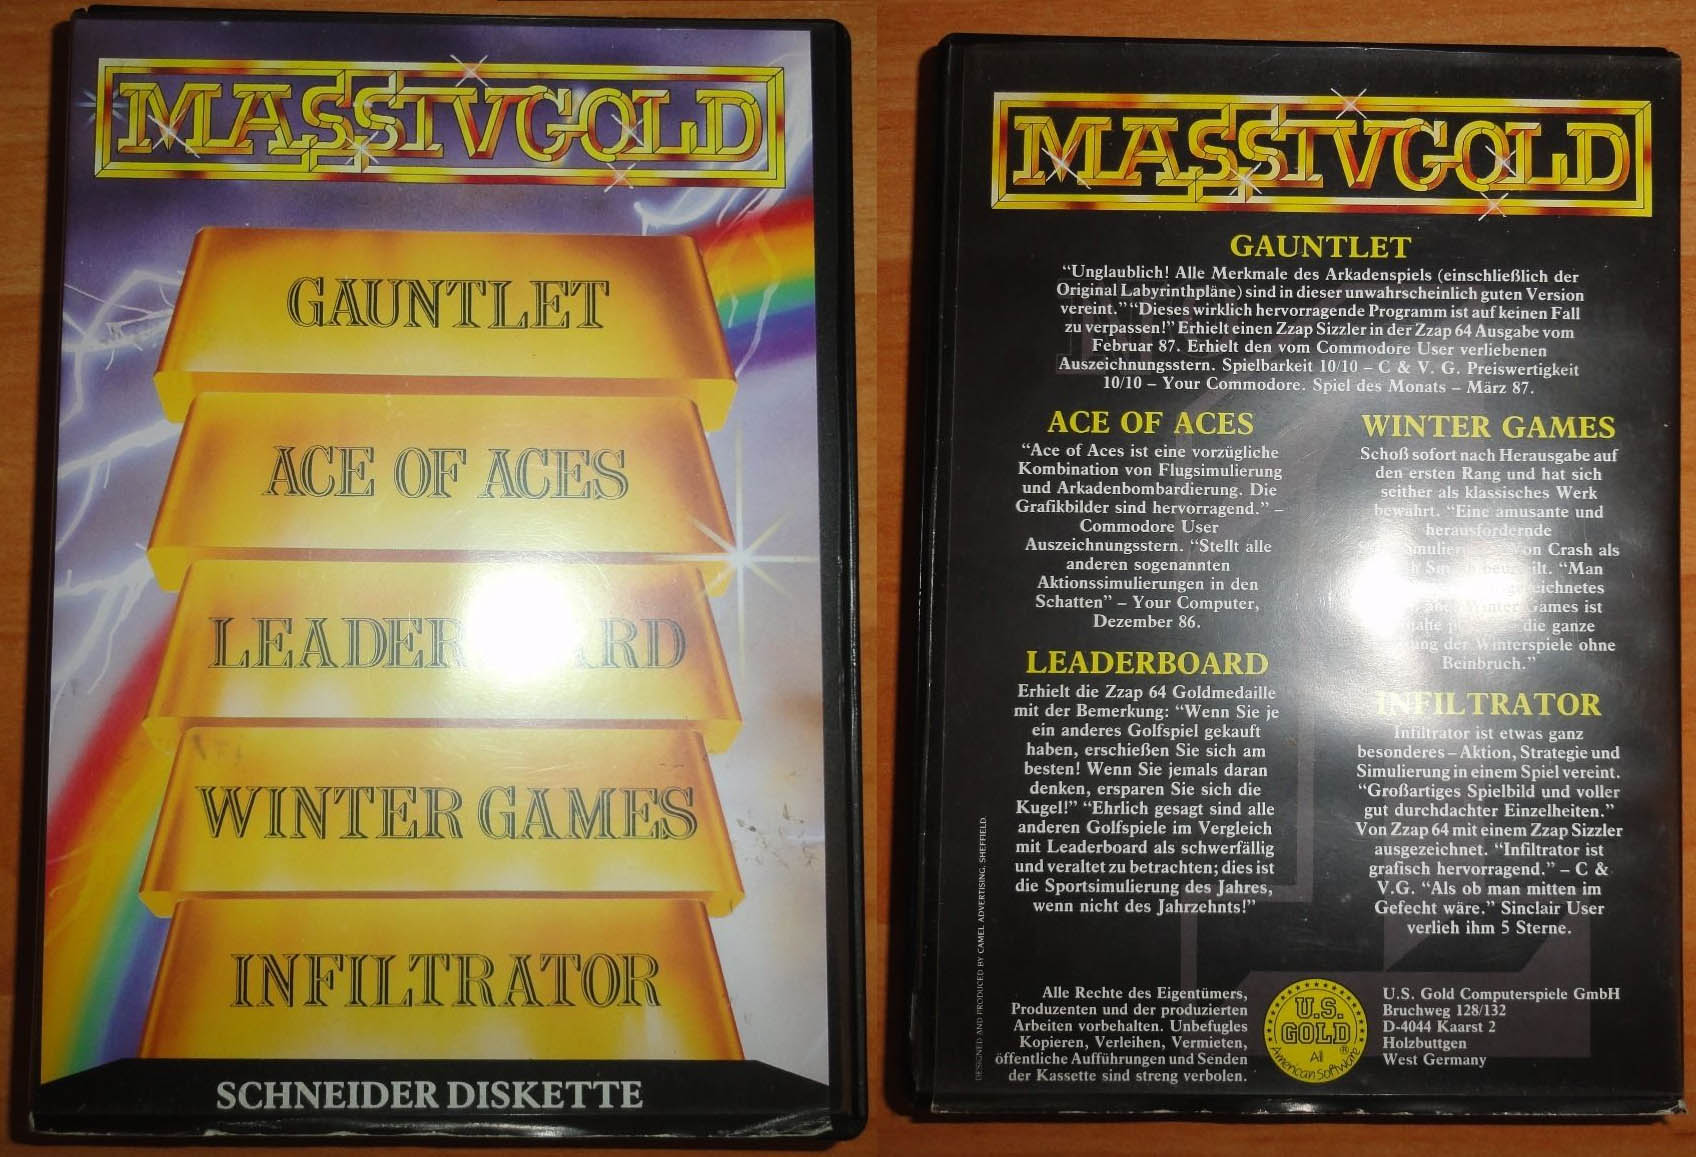 MASSIVGOLD
GAUNTLET
ACE OF ACES
WINTER GAMES
INFILTRATOR
SCHNEIDER DISKETTE
MASSIVGOLD
GAUNTLET
“Unglaublich! Alle Merkmale des Arkadenspiels (einschließlich der
Original Labyrinthpläne) sind in dieser unwahrscheinlich guten Version
vereint.” “Dieses wirklich hervorragende Programm ist auf keinen Fall
zu verpassen!” Erhielt einen Zzap Sizzler in der Zzap 64 Ausgabe vom
Februar 87. Erhielt den vom Commodore User verliebenen
Auszeichnungsstern. Spielbarkeit 10/10 – C & V. G. Preiswertigkeit
10/10 – Your Commodore. Spiel des Monats – März 87.
ACE OF ACES
“Ace of Aces ist eine vorzügliche
Kombination von Flugsimulierung
und Arkadenbombardierung. Die
Grafikbilder sind hervorragend.” –
Commodore User
Auszeichnungsstern. “Stellt alle
anderen sogenannten
Aktionssimulierungen in den
Schatten” – Your Computer,
Dezember 86.
LEADERBOARD
Erhielt die Zzap 64 Goldmedaille
mit der Bemerkung: “Wenn Sie je
ein anderes Golfspiel gekauft
haben, erschießen Sie sich am
besten! Wenn Sie jemals daran
denken, ersparen Sie sich die
Kugel!” “Ehrlich gesagt sind alle
anderen Golfspiele im Vergleich
mit Leaderboard als schwerfällig
und veraltet zu betrachten; dies ist
die Sportsimulierung des Jahres,
wenn nicht des Jahrzehnts!”
WINTER GAMES
Schoß sofort nach Herausgabe auf
den ersten Rang und hat sich
seither als klassisches Werk
bewährt. “Eine amusante und
herausfordernde
von Crash als
“Man
Games ist
die ganze
der Winterspiele ohne
Beinbruch.”
INFILTRATOR
Infiltrator ist etwas ganz
besonderes – Aktion, Strategie und
Simulierung in einem Spiel vereint.
“Großartiges Spielbild und voller
gut durchdachter Einzelheiten.”
Von Zzap 64 mit einem Zzap Sizzler
ausgezeichnet. “Infiltrator ist
grafisch hervorragend.” – C &
V.G. “Als ob man mitten im
Gefecht wäre.” Sinclair User
verlieh ihm 5 Sterne.
DESIGNED AND PRODUCED BY CAMEL ADVERTISING, SHEFFIELD.
Alle Rechte des Eigentümers,
Produzenten und der produzierten
Arbeiten vorbehalten. Unbefugles
Kopieren, Verleihen, Vermieten,
öffentliche Aufführungen und Senden
der Kassette sind streng verbolen.
U.S.
GOLD
®
All
American Software
U.S. Gold Computerspiele GmbH
Bruchweg 128/132
D-4044 Kaarst 2
Holzbuttgen
West Germany